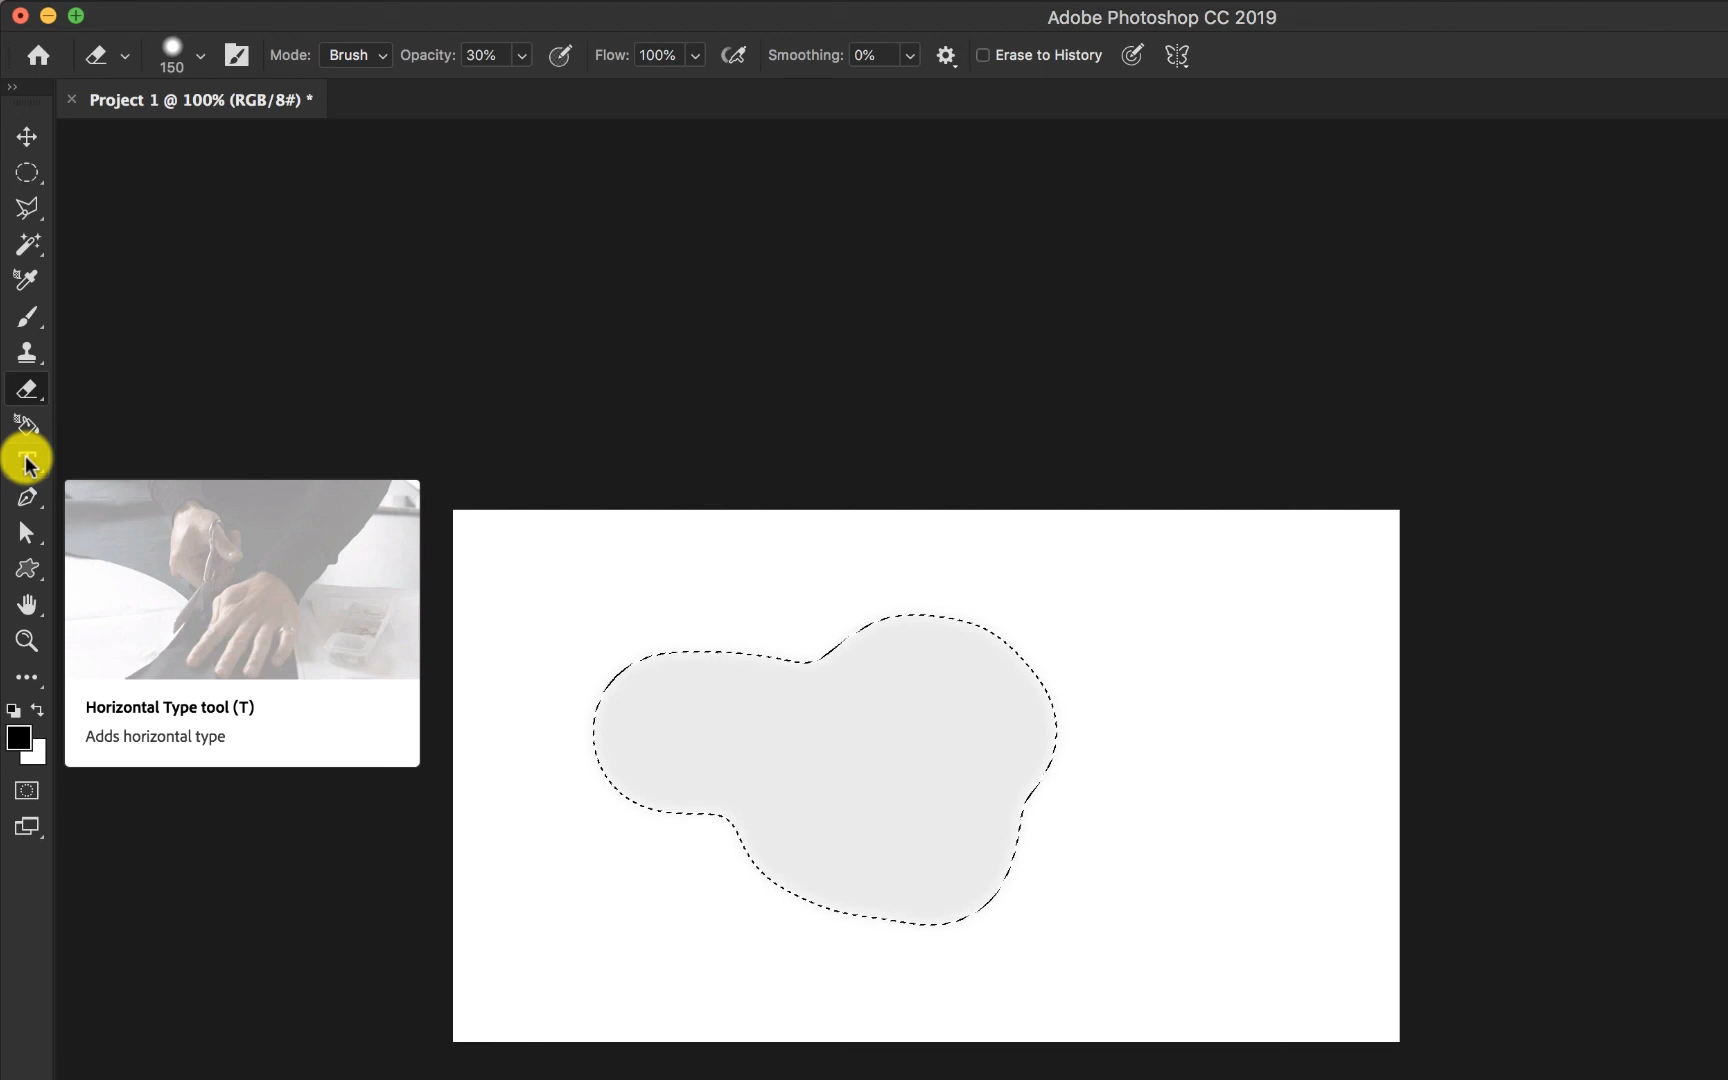 Adobe Photoshop CC 2019
150 Mode: Brush Opacity: 30% Flow: 100% Smoothing: 0% Erase to History
Project 1 @ 100% (RGB/8#) *
Horizontal Type tool (T)
Adds horizontal type